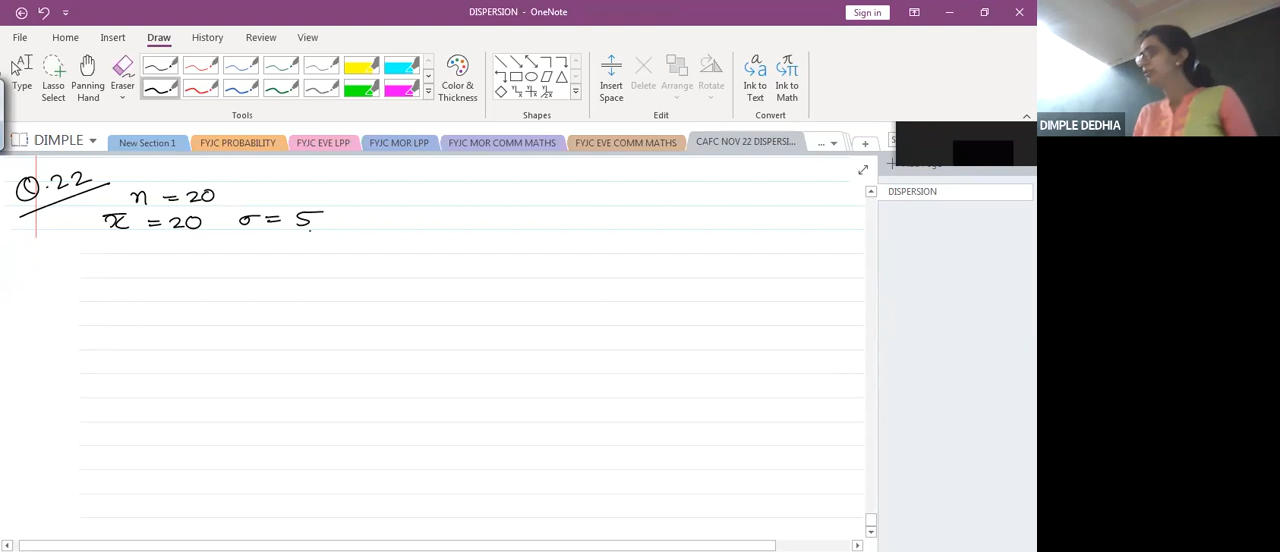 DISPERSION - OneNote
Sign in
File Home Insert Draw History Review View
Type Lasso Select Panning Hand Eraser
Color & Thickness
Insert Space Delete Arrange Rotate Ink to Text Ink to Math
Tools Shapes Edit Convert
DIMPLE DEDHIA
DIMPLE New Section 1 FYJC PROBABILITY FYJC EVE LPP FYJC MOR LPP FYJC MOR COMM MATHS FYJC EVE COMM MATHS CAFC NOV 22 DISPERSI... ...
DISPERSION
Q.22
n = 20
x̅ = 20 σ = 5